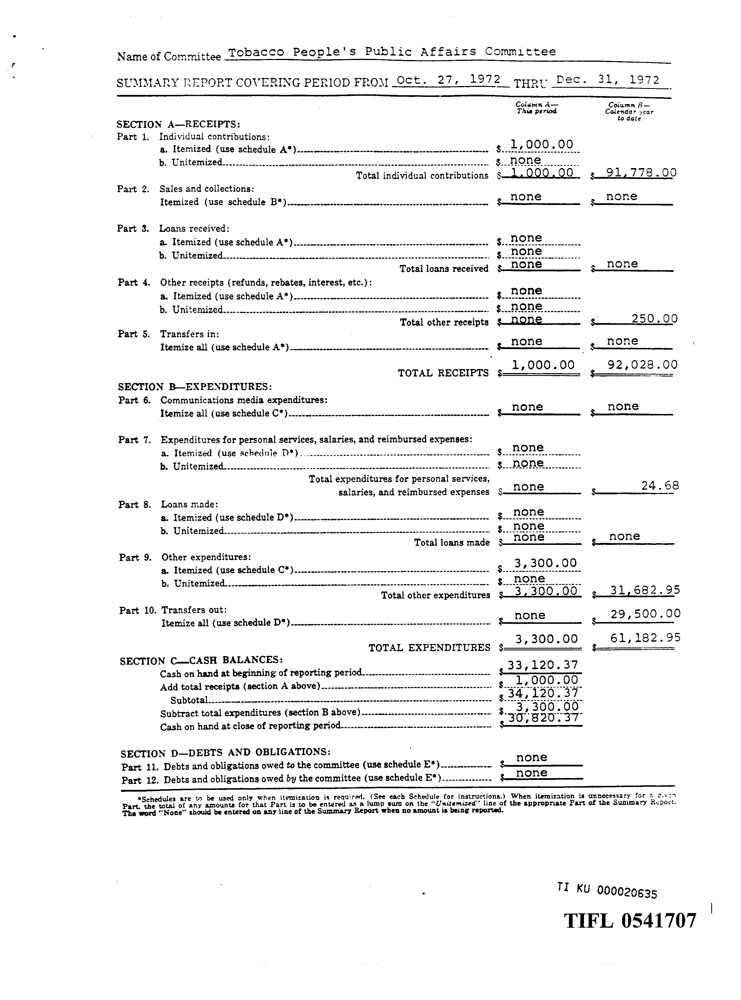 Name of Committee Tobacco People's Public Affairs Committee
SUMMARY REPORT COVERING PERIOD FROM Oct. 27, 1972 THRU Dec. 31, 1972
Column A— This period
Column B— Calendar year to date
SECTION A—RECEIPTS:
Part 1. Individual contributions:
a. Itemized (use schedule A*) $ 1,000.00
b. Unitemized $ none
Total individual contributions $ 1,000.00 $ 91,778.00
Part 2. Sales and collections:
Itemized (use schedule B*) $ none $ none
Part 3. Loans received:
a. Itemized (use schedule A*) $ none
b. Unitemized $ none
Total loans received $ none $ none
Part 4. Other receipts (refunds, rebates, interest, etc.):
a. Itemized (use schedule A*) $ none
b. Unitemized $ none
Total other receipts $ none $ 250.00
Part 5. Transfers in:
Itemize all (use schedule A*) $ none $ none
TOTAL RECEIPTS $ 1,000.00 $ 92,028.00
SECTION B—EXPENDITURES:
Part 6. Communications media expenditures:
Itemize all (use schedule C*) $ none $ none
Part 7. Expenditures for personal services, salaries, and reimbursed expenses:
a. Itemized (use schedule D*) $ none
b. Unitemized $ none
Total expenditures for personal services,
salaries, and reimbursed expenses $ none $ 24.68
Part 8. Loans made:
a. Itemized (use schedule D*) $ none
b. Unitemized $ none
Total loans made $ none $ none
Part 9. Other expenditures:
a. Itemized (use schedule C*) $ 3,300.00
b. Unitemized $ none
Total other expenditures $ 3,300.00 $ 31,682.95
Part 10. Transfers out:
Itemize all (use schedule D*) $ none $ 29,500.00
TOTAL EXPENDITURES $ 3,300.00 $ 61,182.95
SECTION C—CASH BALANCES:
Cash on hand at beginning of reporting period $ 33,120.37
Add total receipts (section A above) $ 1,000.00
Subtotal $ 34,120.37
Subtract total expenditures (section B above) $ 3,300.00
Cash on hand at close of reporting period $ 30,820.37
SECTION D—DEBTS AND OBLIGATIONS:
Part 11. Debts and obligations owed to the committee (use schedule E*) $ none
Part 12. Debts and obligations owed by the committee (use schedule E*) $ none
*Schedules are to be used only when itemization is required. (See each Schedule for instructions.) When itemization is unnecessary for a given
Part, the total of any amounts for that Part is to be entered as a lump sum on the "Unitemized" line of the appropriate Part of the Summary Report.
The word "None" should be entered on any line of the Summary Report when no amount is being reported.
TI KU 000020635
TIFL 0541707